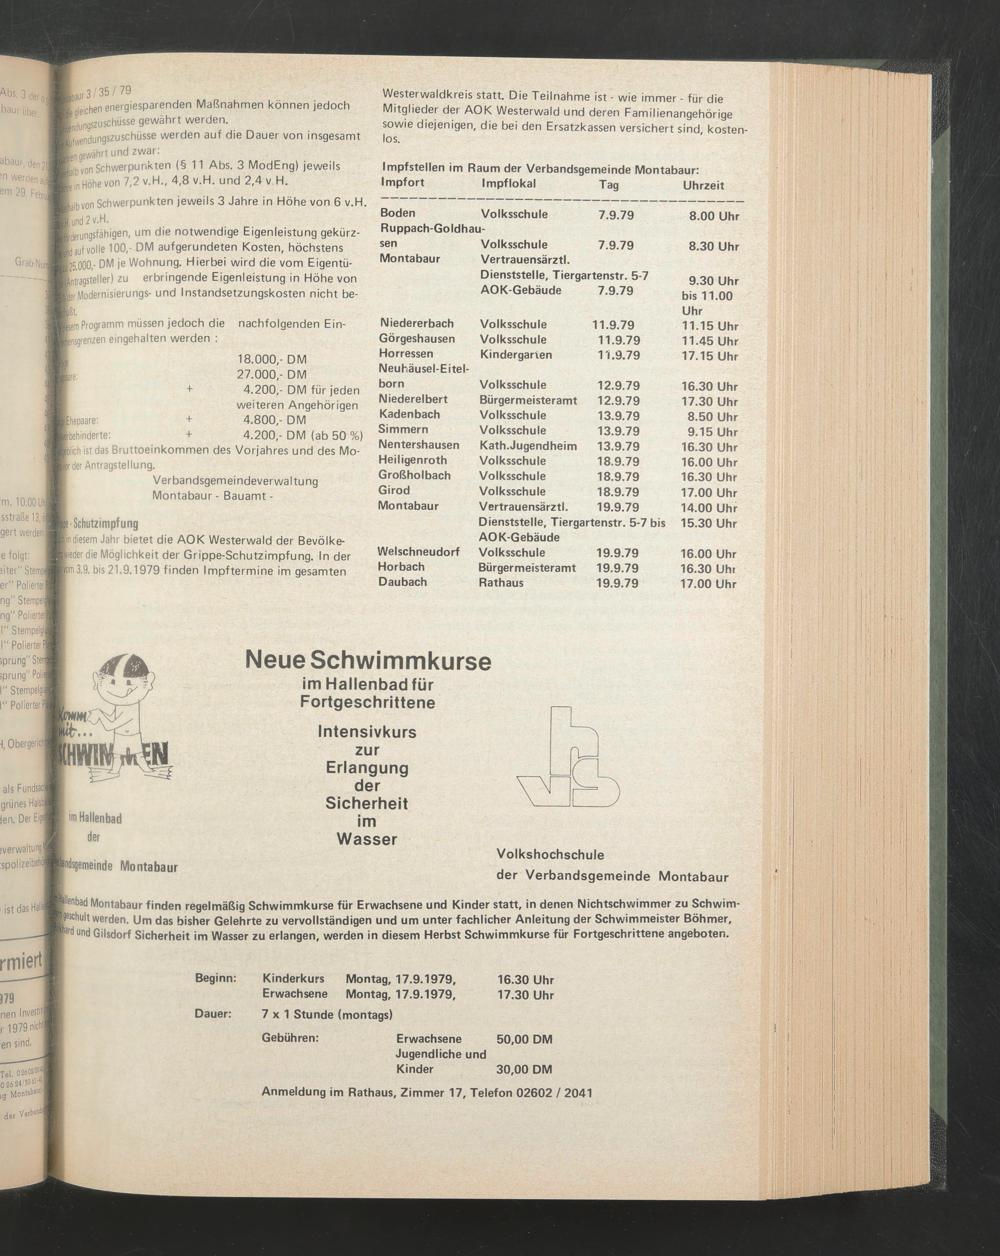 baur 3 / 35 / 79
gleichen energiesparenden Maßnahmen können jedoch
gewährt werden.
werden auf die Dauer von insgesamt
gewährt und zwar:
von Schwerpunkten (§ 11 Abs. 3 ModEng) jeweils
in Höhe von 7,2 v.H., 4,8 v.H. und 2,4 v.H.
von Schwerpunkten jeweils 3 Jahre in Höhe von 6 v.H.
und 2 v.H.
um die notwendige Eigenleistung gekürz-
auf volle 100,- DM aufgerundeten Kosten, höchstens
25.000,- DM je Wohnung. Hierbei wird die vom Eigentü-
zu erbringende Eigenleistung in Höhe von
Modernisierungs- und Instandsetzungskosten nicht be-
Programm müssen jedoch die nachfolgenden Ein-
eingehalten werden :
18.000,- DM
27.000,- DM
+ 4.200,- DM für jeden
weiteren Angehörigen
Ehepaare: + 4.800,- DM
behinderte: + 4.200,- DM (ab 50 %)
ist das Bruttoeinkommen des Vorjahres und des Mo-
der Antragstellung.
Verbandsgemeindeverwaltung
Montabaur - Bauamt -
- Schutzimpfung
in diesem Jahr bietet die AOK Westerwald der Bevölke-
wieder die Möglichkeit der Grippe-Schutzimpfung. In der
vom 3.9. bis 21.9.1979 finden Impftermine im gesamten
Westerwaldkreis statt. Die Teilnahme ist - wie immer - für die
Mitglieder der AOK Westerwald und deren Familienangehörige
sowie diejenigen, die bei den Ersatzkassen versichert sind, kosten-
los.
Impfstellen im Raum der Verbandsgemeinde Montabaur:
Impfort Impflokal Tag Uhrzeit
Boden Volksschule 7.9.79 8.00 Uhr
Ruppach-Goldhau-
sen Volksschule 7.9.79 8.30 Uhr
Montabaur Vertrauensärztl.
Dienststelle, Tiergartenstr. 5-7 9.30 Uhr
AOK-Gebäude 7.9.79 bis 11.00
Uhr
Niedererbach Volksschule 11.9.79 11.15 Uhr
Görgeshausen Volksschule 11.9.79 11.45 Uhr
Horressen Kindergarten 11.9.79 17.15 Uhr
Neuhäusel-Eitel-
born Volksschule 12.9.79 16.30 Uhr
Niederelbert Bürgermeisteramt 12.9.79 17.30 Uhr
Kadenbach Volksschule 13.9.79 8.50 Uhr
Simmern Volksschule 13.9.79 9.15 Uhr
Nentershausen Kath.Jugendheim 13.9.79 16.30 Uhr
Heiligenroth Volksschule 18.9.79 16.00 Uhr
Großholbach Volksschule 18.9.79 16.30 Uhr
Girod Volksschule 18.9.79 17.00 Uhr
Montabaur Vertrauensärztl. 19.9.79 14.00 Uhr
Dienststelle, Tiergartenstr. 5-7 bis 15.30 Uhr
AOK-Gebäude
Welschneudorf Volksschule 19.9.79 16.00 Uhr
Horbach Bürgermeisteramt 19.9.79 16.30 Uhr
Daubach Rathaus 19.9.79 17.00 Uhr
Komm
mit...
SCHWIMMEN
im Hallenbad
der
Verbandsgemeinde Montabaur
Neue Schwimmkurse
im Hallenbad für
Fortgeschrittene
Intensivkurs
zur
Erlangung
der
Sicherheit
im
Wasser
vhs
Volkshochschule
der Verbandsgemeinde Montabaur
Hallenbad Montabaur finden regelmäßig Schwimmkurse für Erwachsene und Kinder statt, in denen Nichtschwimmer zu Schwim-
geschult werden. Um das bisher Gelehrte zu vervollständigen und um unter fachlicher Anleitung der Schwimmeister Böhmer,
und Gilsdorf Sicherheit im Wasser zu erlangen, werden in diesem Herbst Schwimmkurse für Fortgeschrittene angeboten.
Beginn: Kinderkurs Montag, 17.9.1979, 16.30 Uhr
Erwachsene Montag, 17.9.1979, 17.30 Uhr
Dauer: 7 x 1 Stunde (montags)
Gebühren: Erwachsene 50,00 DM
Jugendliche und
Kinder 30,00 DM
Anmeldung im Rathaus, Zimmer 17, Telefon 02602 / 2041